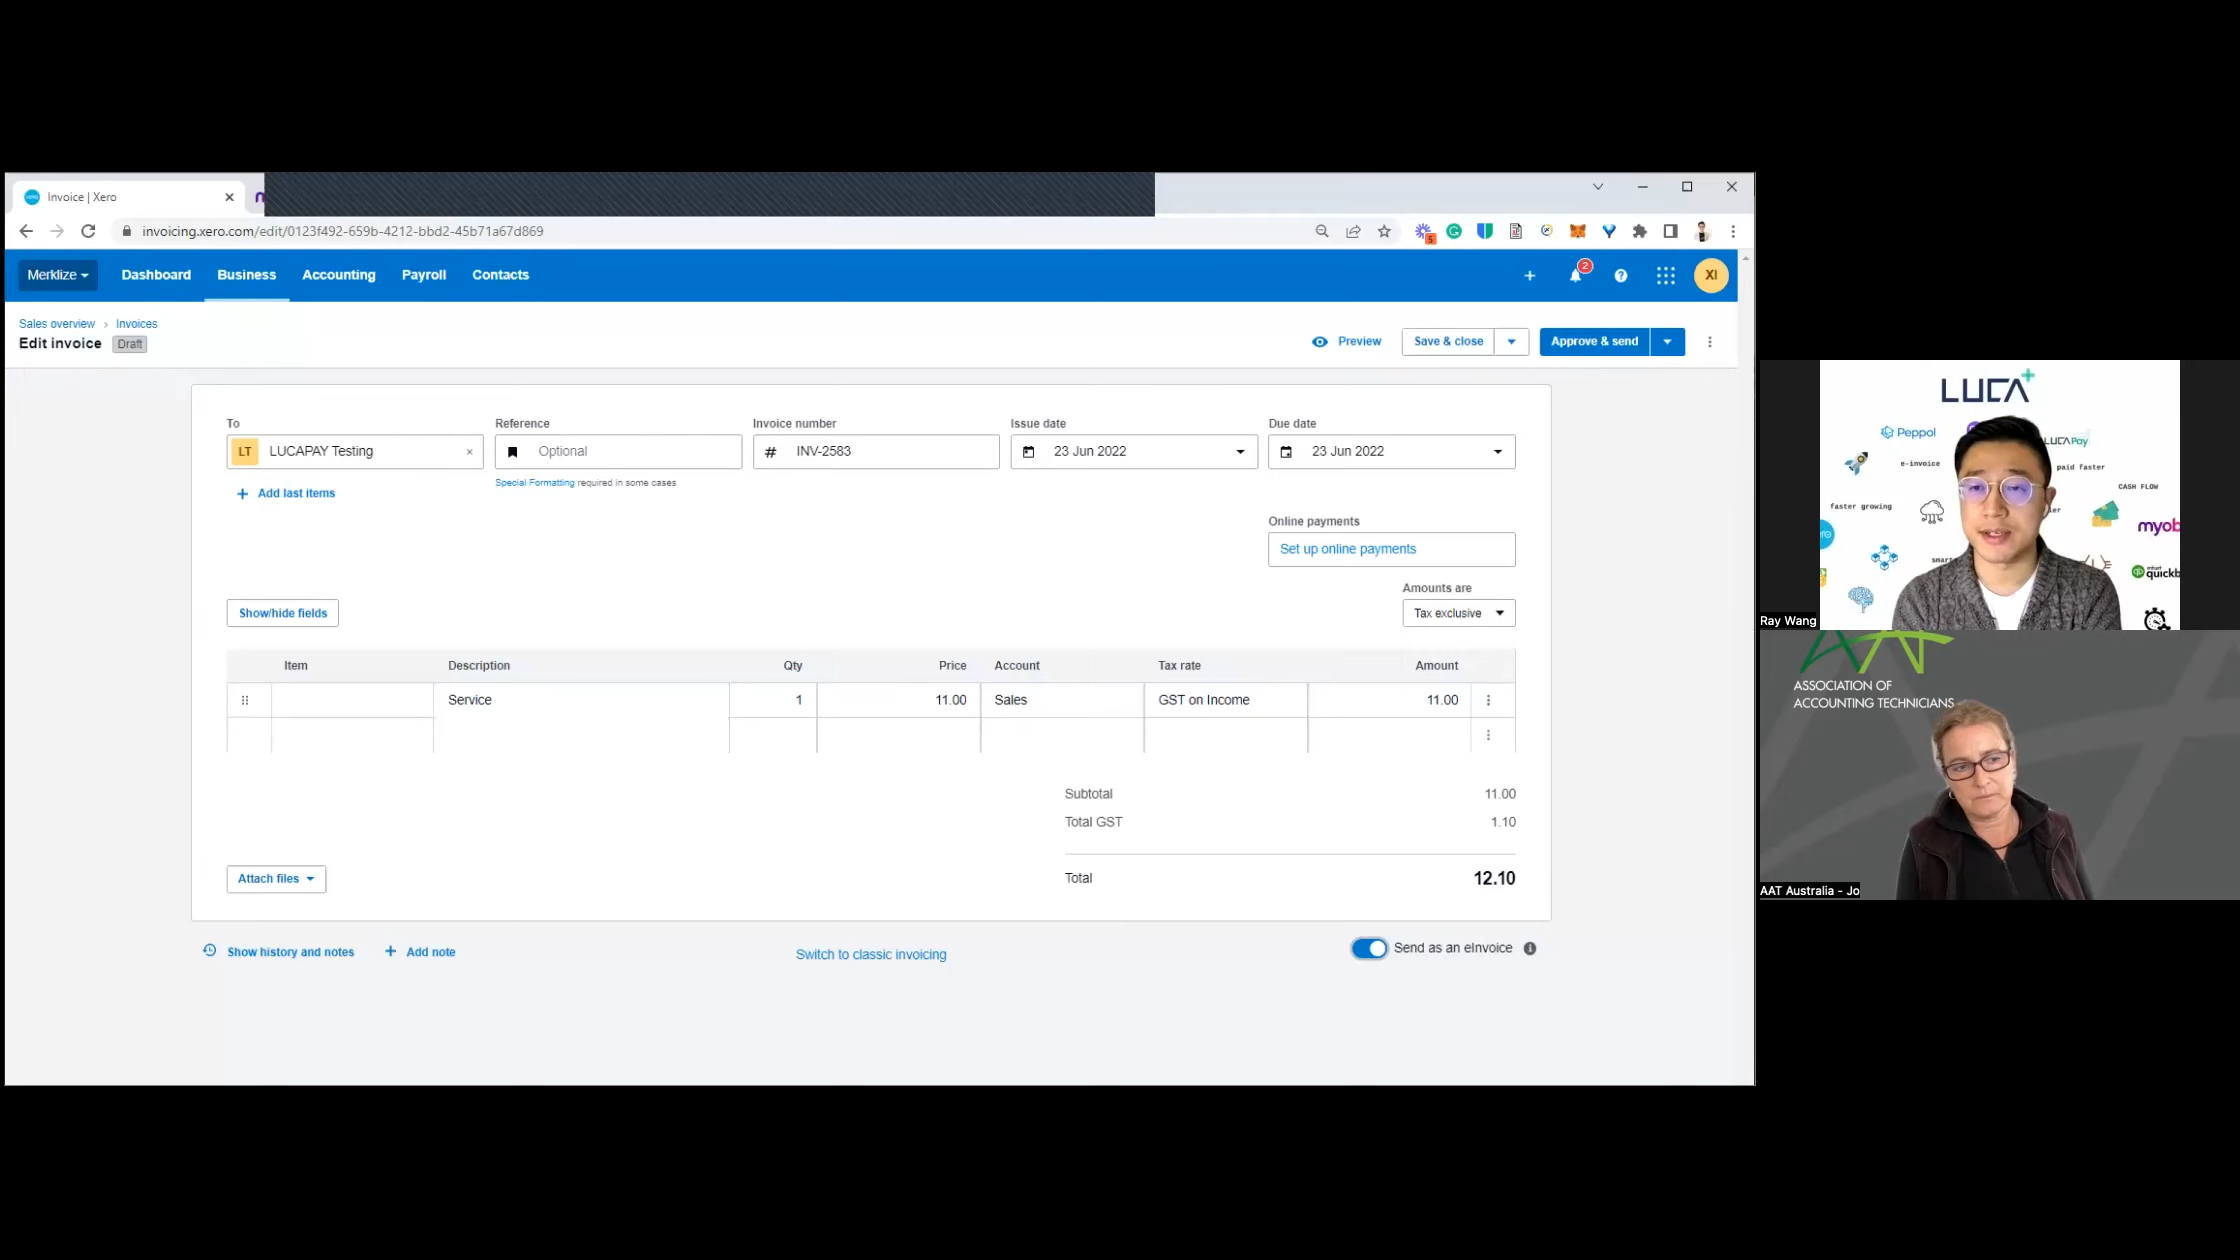 Invoice | Xero
invoicing.xero.com/edit/0123f492-659b-4212-bbd2-45b71a67d869
5
Merklize Dashboard Business Accounting Payroll Contacts
2
XI
Sales overview › Invoices
Edit invoice Draft
Preview Save & close Approve & send
To Reference Invoice number Issue date Due date
LT LUCAPAY Testing × Optional # INV-2583 23 Jun 2022 23 Jun 2022
Special Formatting required in some cases
+ Add last items
Online payments
Set up online payments
Amounts are
Show/hide fields Tax exclusive
Item Description Qty Price Account Tax rate Amount
Service 1 11.00 Sales GST on Income 11.00
Subtotal 11.00
Total GST 1.10
Total 12.10
Attach files
Show history and notes + Add note Switch to classic invoicing Send as an eInvoice
LUCA+
Peppol
LUCA Pay
e-invoice
paid faster
CASH FLOW
faster growing
myob
smart
quickb
Ray Wang
AAT
ASSOCIATION OF
ACCOUNTING TECHNICIANS
AAT Australia - Jo